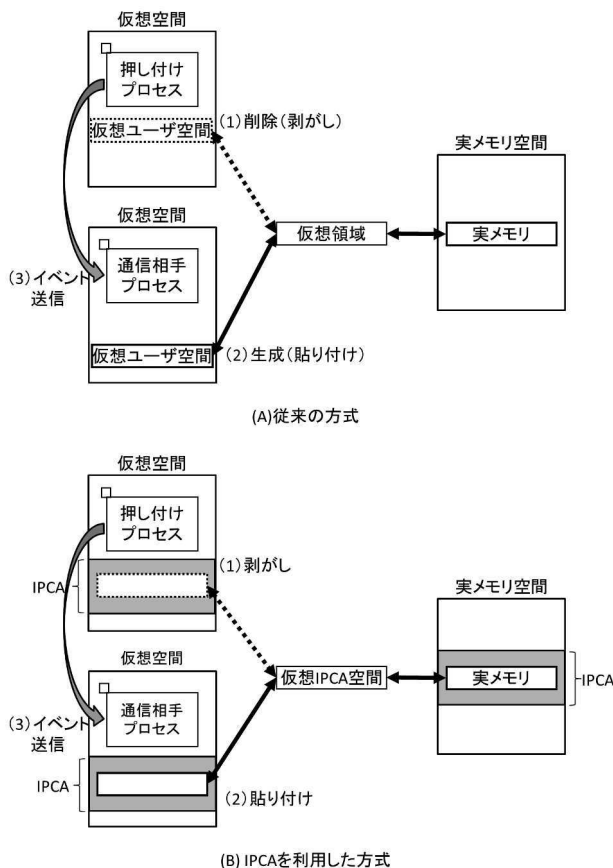 仮想空間
押し付け
プロセス
(1)削除(剥がし)
仮想ユーザ空間
実メモリ空間
仮想空間
仮想領域
実メモリ
通信相手
プロセス
(3)イベント
送信
仮想ユーザ空間
(2)生成(貼り付け)
(A)従来の方式
仮想空間
押し付け
プロセス
(1)剥がし
IPCA
実メモリ空間
仮想空間
仮想IPCA空間
実メモリ
IPCA
通信相手
プロセス
(3)イベント
送信
IPCA
(2)貼り付け
(B) IPCAを利用した方式